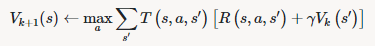 V_{k+1}(s) ← max_a ∑_{s'} T (s, a, s') [R (s, a, s') + γV_k (s')]